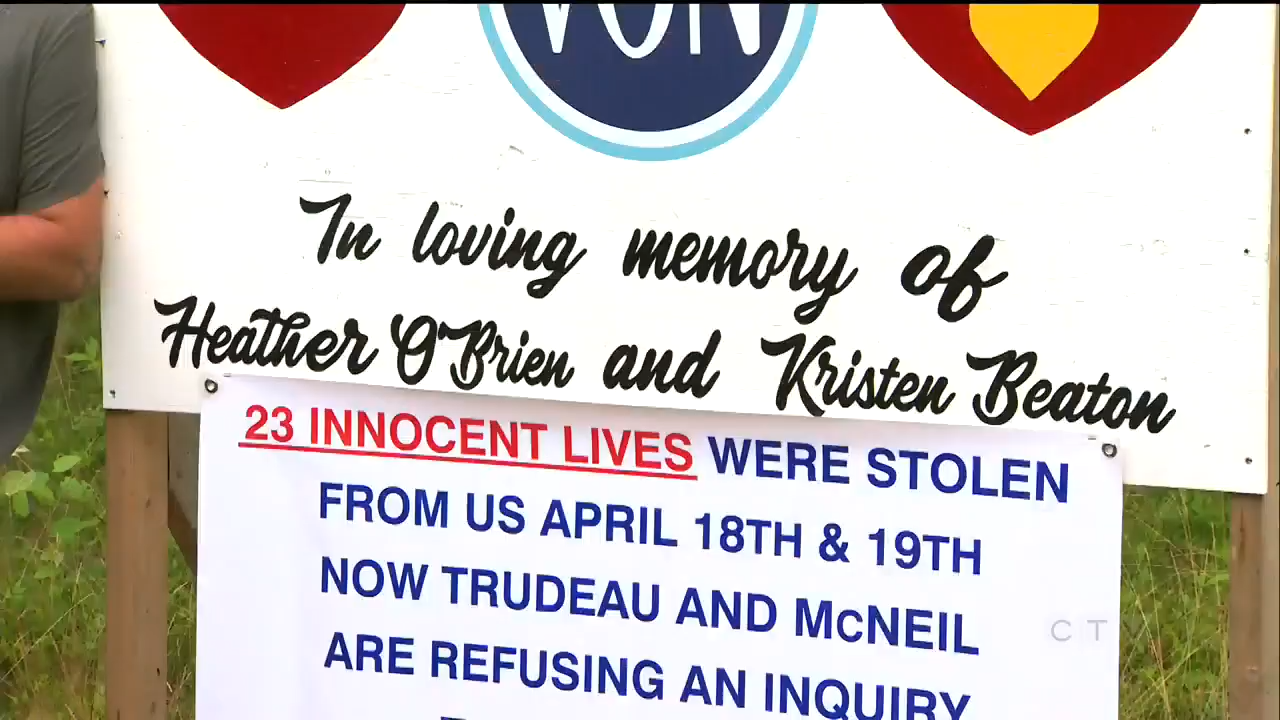 VON
In loving memory of
Heather O'Brien and Kristen Beaton
23 INNOCENT LIVES WERE STOLEN
FROM US APRIL 18TH & 19TH
NOW TRUDEAU AND McNEIL
ARE REFUSING AN INQUIRY
CTV